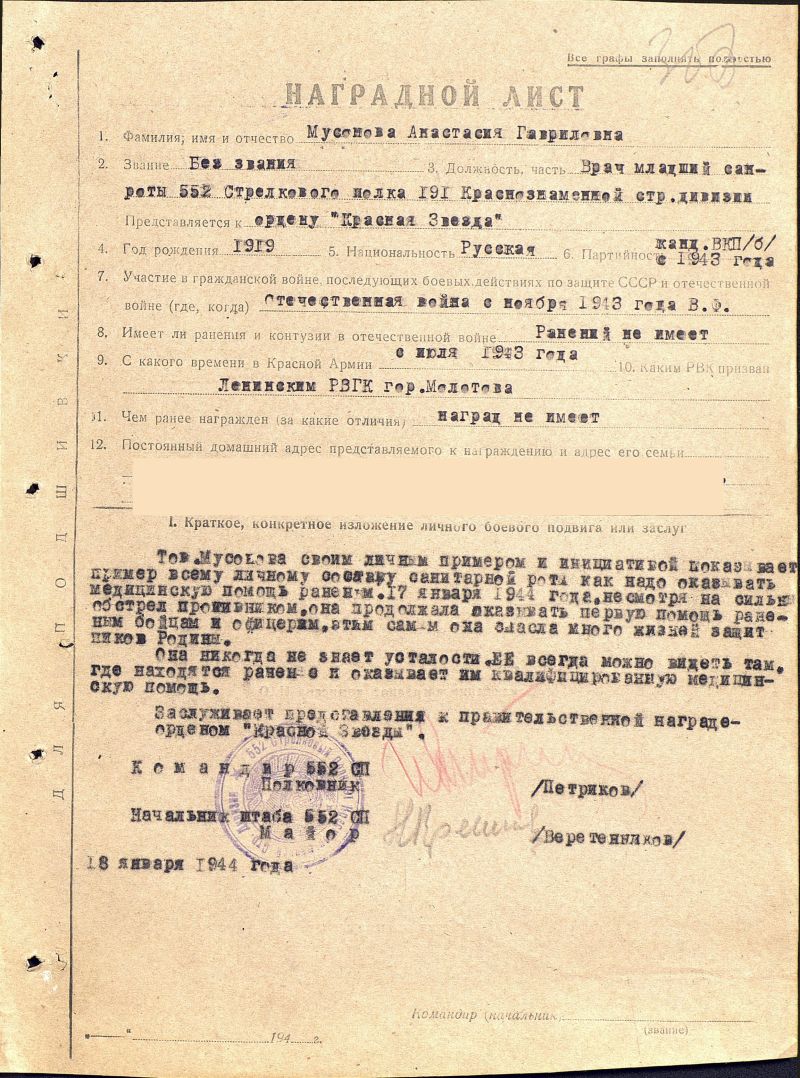 Все графы заполнять полностью
НАГРАДНОЙ ЛИСТ
1. Фамилия, имя и отчество Мусонова Анастасия Гавриловна
2. Звание Без звания 3. Должность, часть Врач младший сан-
роты 552 Стрелкового полка 191 Краснознаменной стр.дивизии
Представляется к ордену "Красная Звезда"
4. Год рождения 1919 5. Национальность Русская 6. Партийность канд.ВКП/б/
с 1943 года
7. Участие в гражданской войне, последующих боевых действиях по защите СССР и отечественной
войне (где, когда) Отечественная война с ноября 1943 года В.Ф.
8. Имеет ли ранения и контузии в отечественной войне Ранений не имеет
9. С какого времени в Красной Армии с июля 1943 года 10. Каким РВК призван
Ленинским РВГК гор.Молотова
11. Чем ранее награжден (за какие отличия) наград не имеет
12. Постоянный домашний адрес представляемого к награждению и адрес его семьи
I. Краткое, конкретное изложение личного боевого подвига или заслуг
Тов.Мусонова своим личным примером и инициативой показывает
пример всему личному составу санитарной роты как надо оказывать
медицинскую помощь раненым.17 января 1944 года,несмотря на сильны
обстрел противником,она продолжала оказывать первую помощь ране-
ным бойцам и офицерам,этим самым она спасла много жизней защит
ников Родины.
Она никогда не знает усталости.ЕЕ всегда можно видеть там,
где находятся раненые и оказывает им квалифицированную медицин-
скую помощь.
Заслуживает представления к правительственной награде-
орденом "Красной Звезды".
Командир 552 СП
Полковник /Петриков/
Начальник штаба 552 СП
Майор /Веретенников/
18 января 1944 года
Командир (начальник)
(звание)
"—" 194 г.
ДЛЯ ПОДШИВКИ